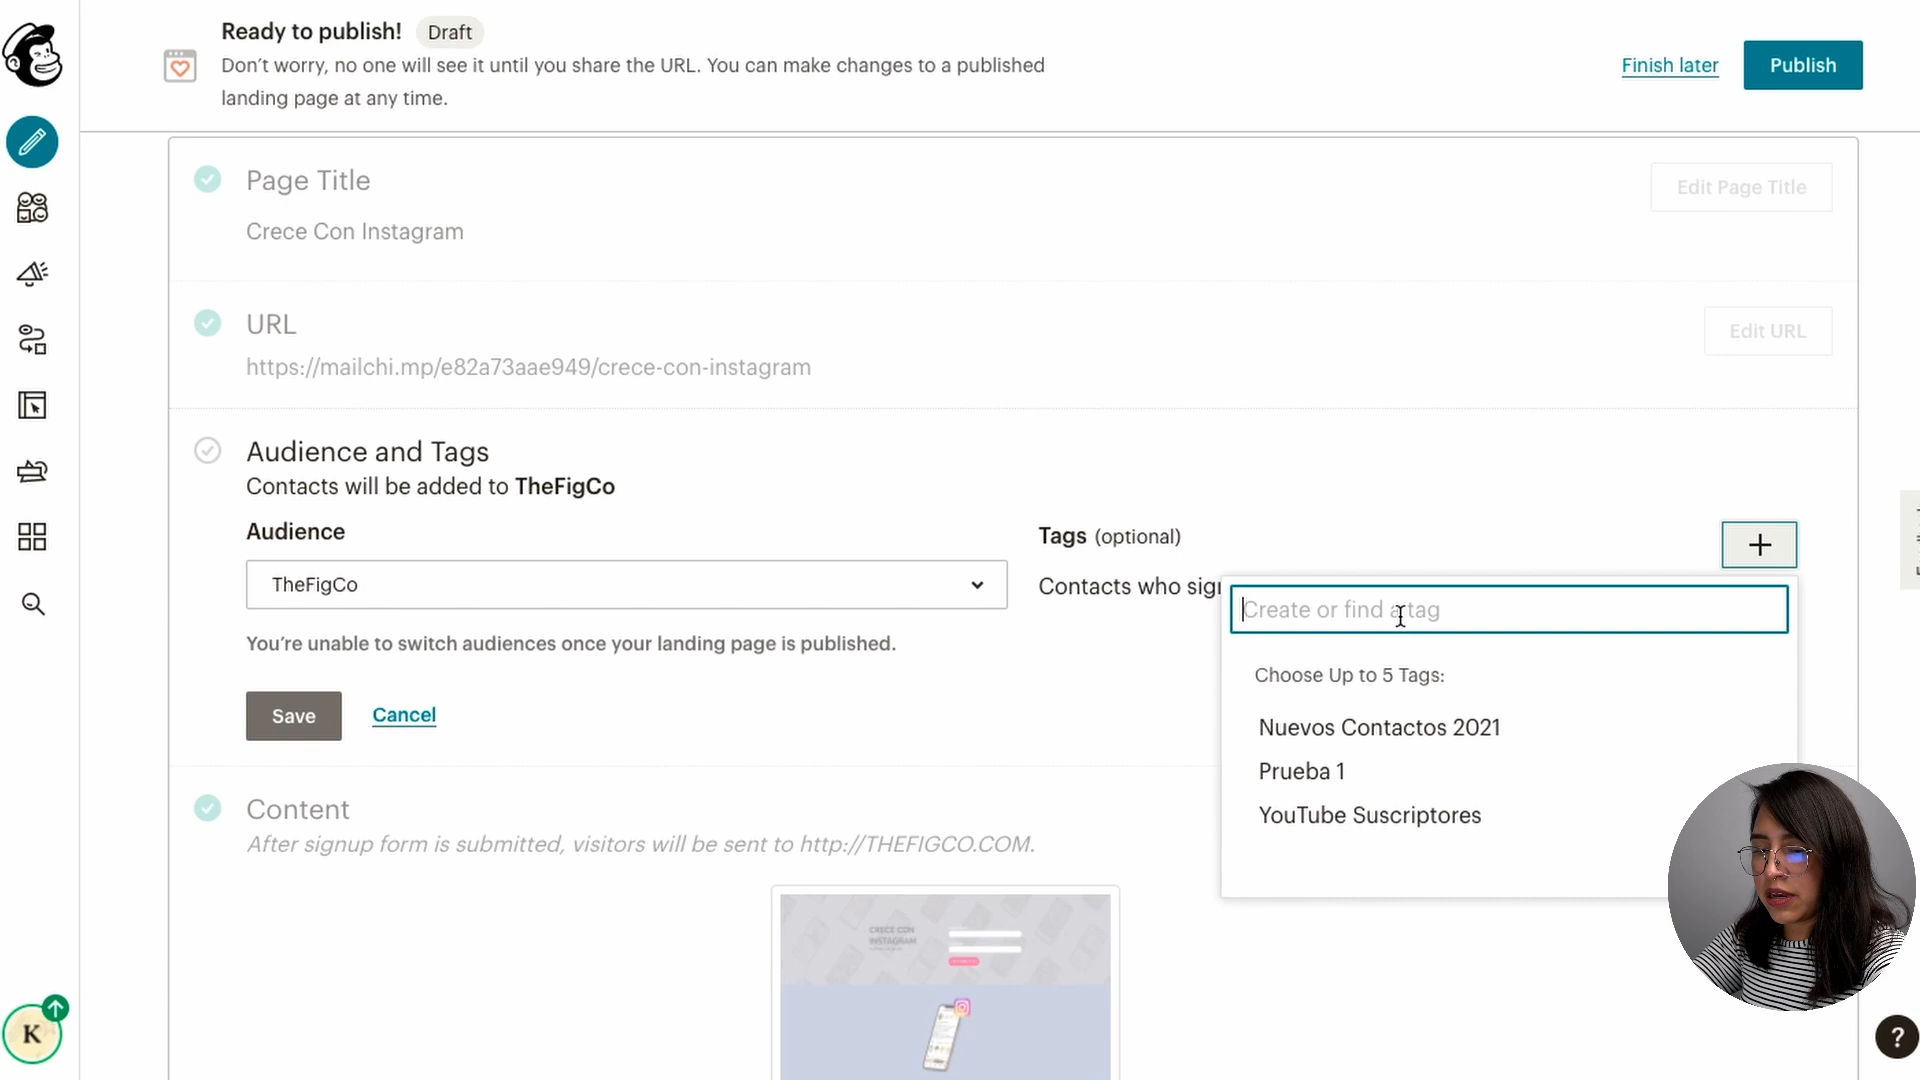 Ready to publish! Draft
Don't worry, no one will see it until you share the URL. You can make changes to a published
landing page at any time.
Finish later
Publish
Page Title
Edit Page Title
Crece Con Instagram
URL
Edit URL
https://mailchi.mp/e82a73aae949/crece-con-instagram
Audience and Tags
Contacts will be added to TheFigCo
Audience
Tags (optional)
TheFigCo
Contacts who sign
Create or find a tag
You're unable to switch audiences once your landing page is published.
Choose Up to 5 Tags:
Save
Cancel
Nuevos Contactos 2021
Prueba 1
YouTube Suscriptores
Content
After signup form is submitted, visitors will be sent to http://THEFIGCO.COM.
CRECE CON
INSTAGRAM
K
?